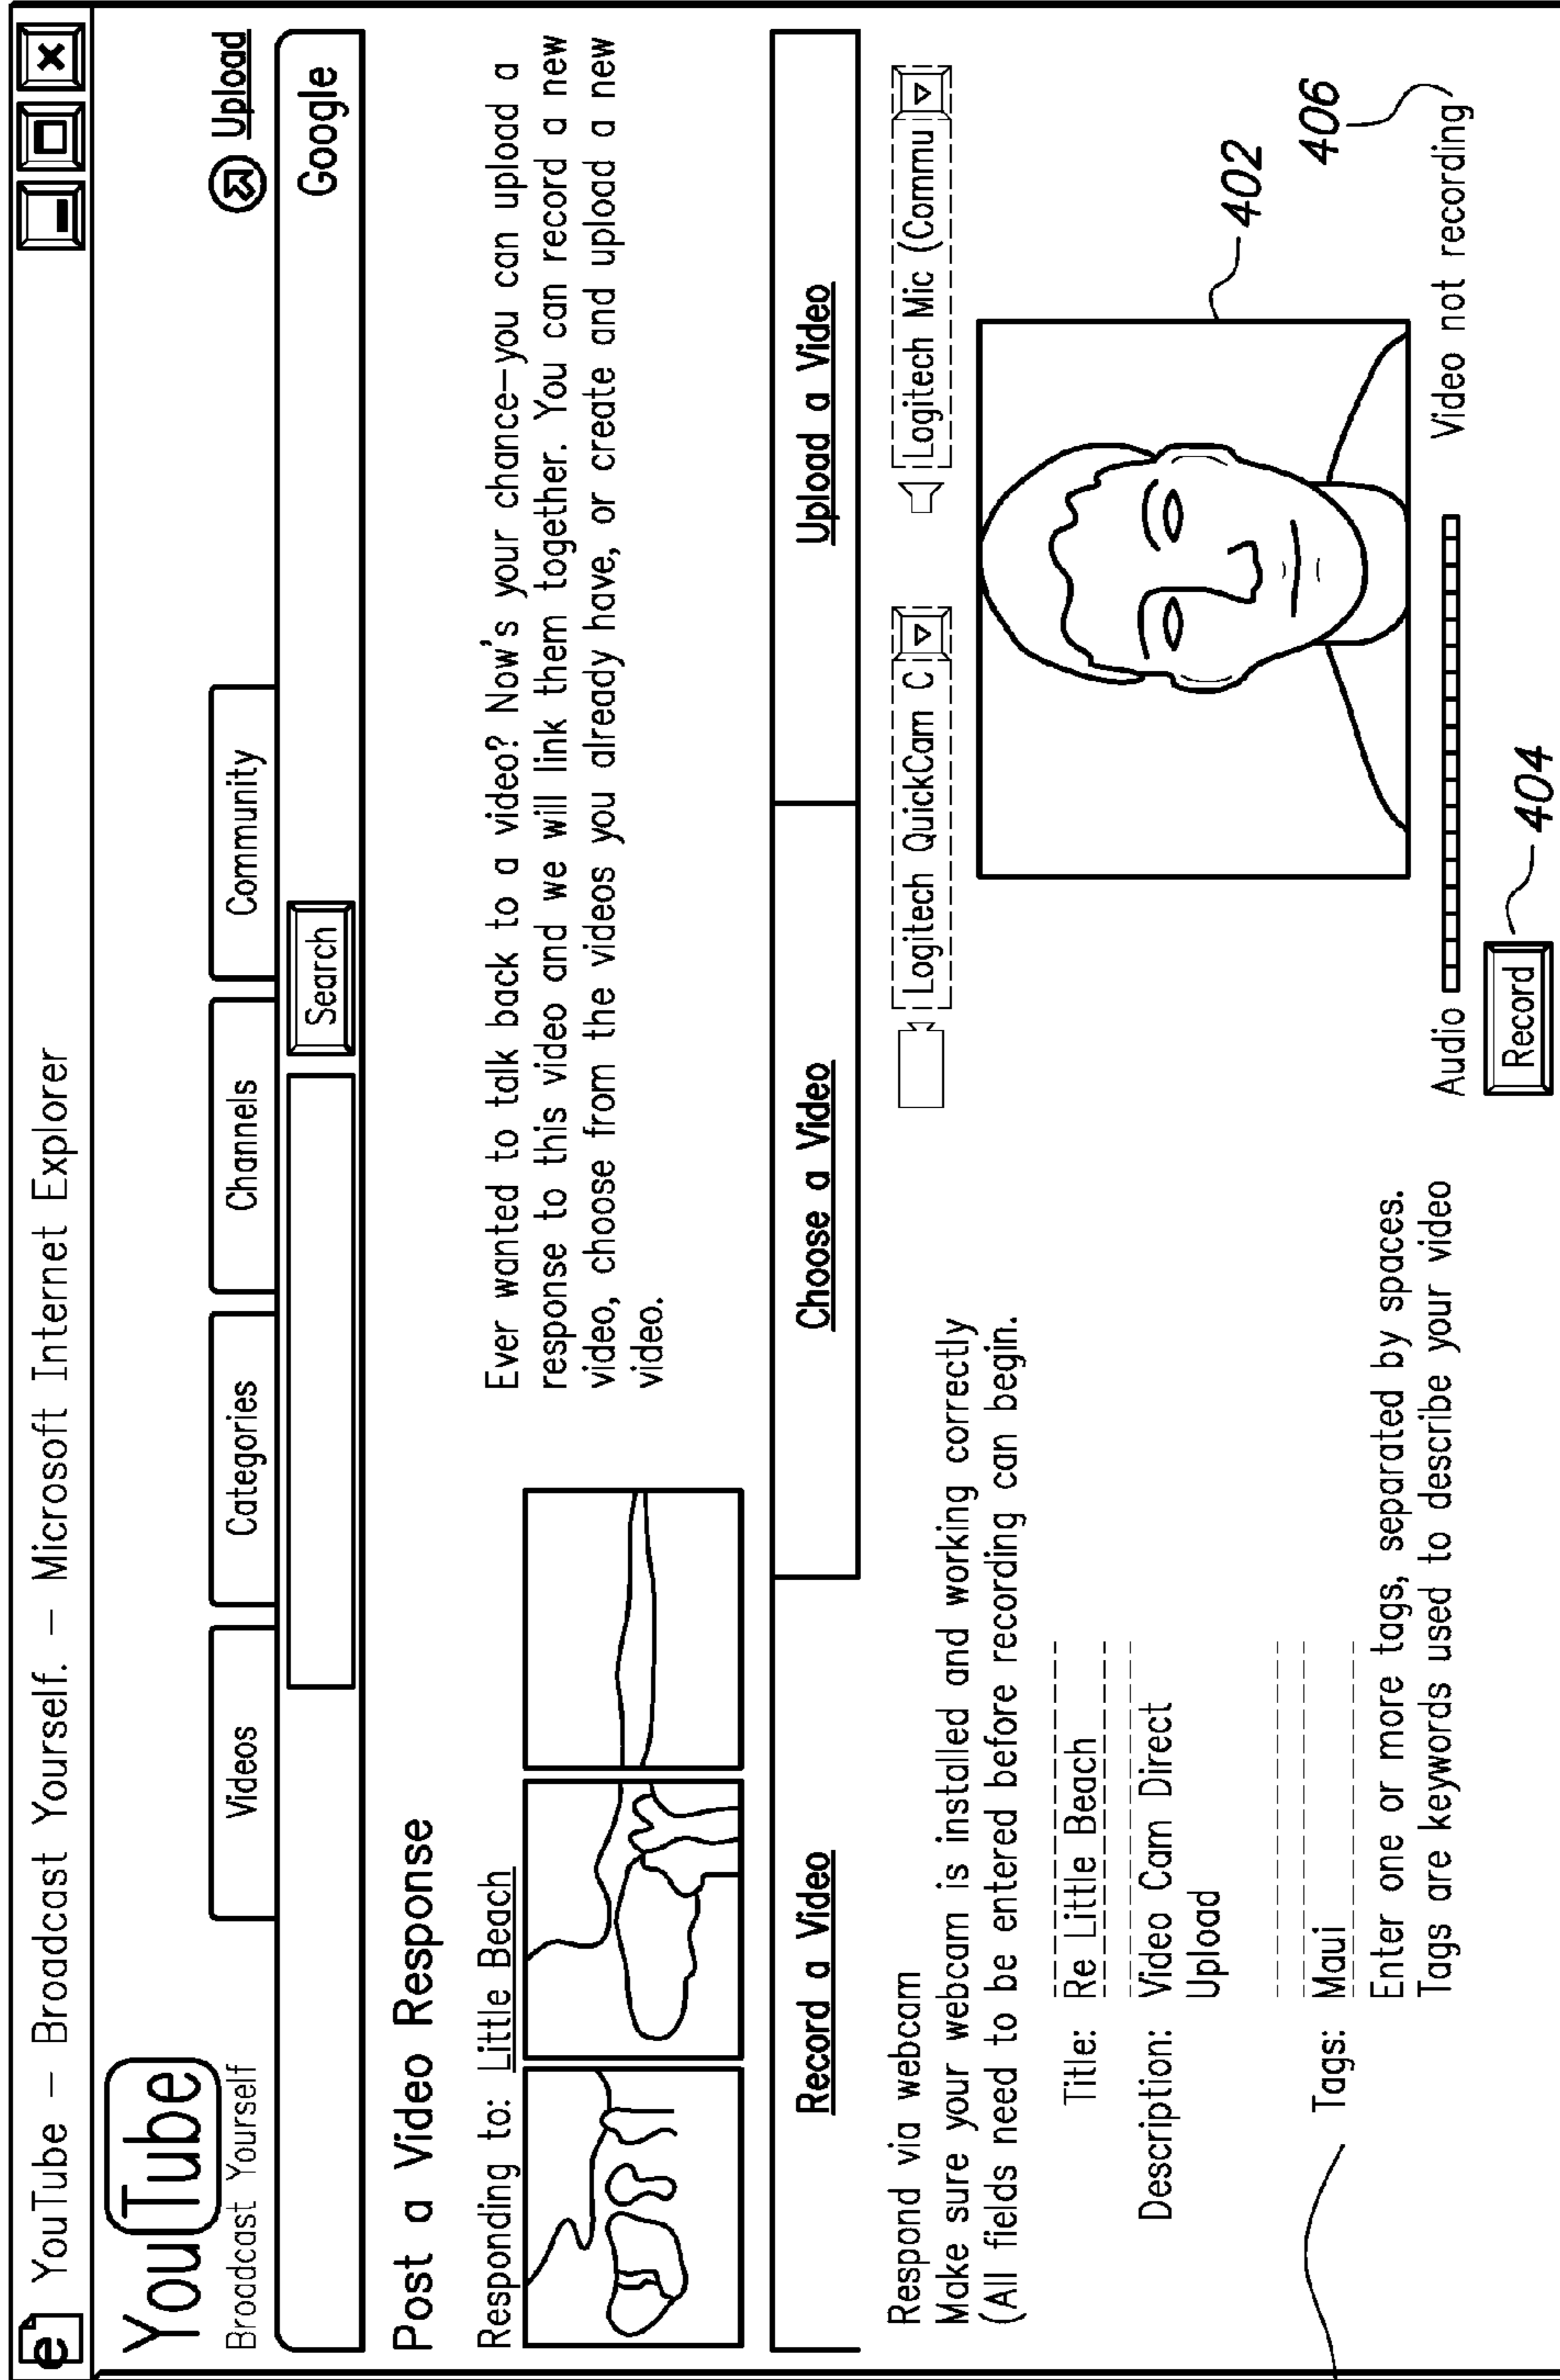 YouTube – Broadcast Yourself. – Microsoft Internet Explorer
YouTube
Broadcast Yourself
Upload
Videos
Categories
Channels
Community
Search
Google
Post a Video Response
Responding to: Little Beach
Ever wanted to talk back to a video? Now's your chance–you can upload a
response to this video and we will link them together. You can record a new
video, choose from the videos you already have, or create and upload a new
video.
Record a Video
Choose a Video
Upload a Video
Respond via webcam
Make sure your webcam is installed and working correctly
(All fields need to be entered before recording can begin.
Title: Re Little Beach
Description: Video Cam Direct
Upload
Tags: Maui
Enter one or more tags, separated by spaces.
Tags are keywords used to describe your video
Logitech QuickCam C
Logitech Mic (Commu
402
Audio
Video not recording
406
Record
404